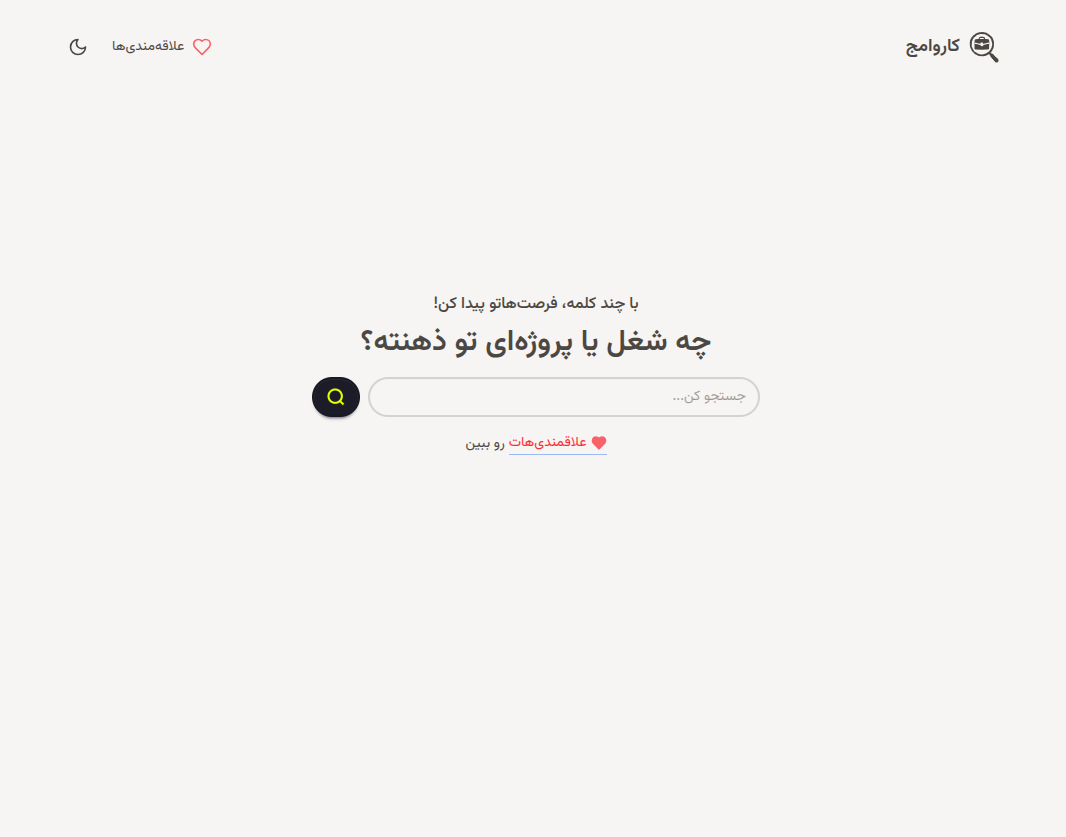 کاروامچ
علاقه‌مندی‌ها
با چند کلمه، فرصت‌هاتو پیدا کن!
چه شغل یا پروژه‌ای تو ذهنته؟
جستجو کن...
علاقمندی‌هات رو ببین